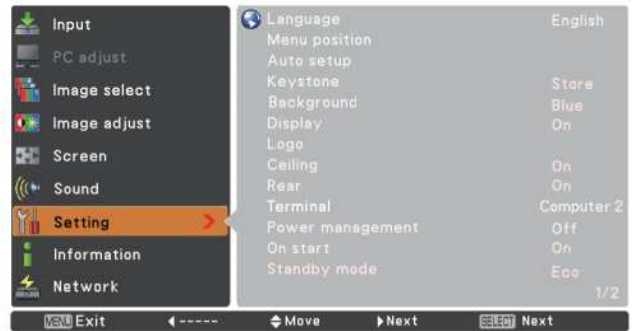 Input
PC adjust
Image select
Image adjust
Screen
Sound
Setting
Information
Network
Language English
Menu position
Auto setup
Keystone Store
Background Blue
Display On
Logo
Ceiling On
Rear On
Terminal Computer 2
Power management Off
On start On
Standby mode Eco
1/2
MENU Exit ----- Move Next SELECT Next